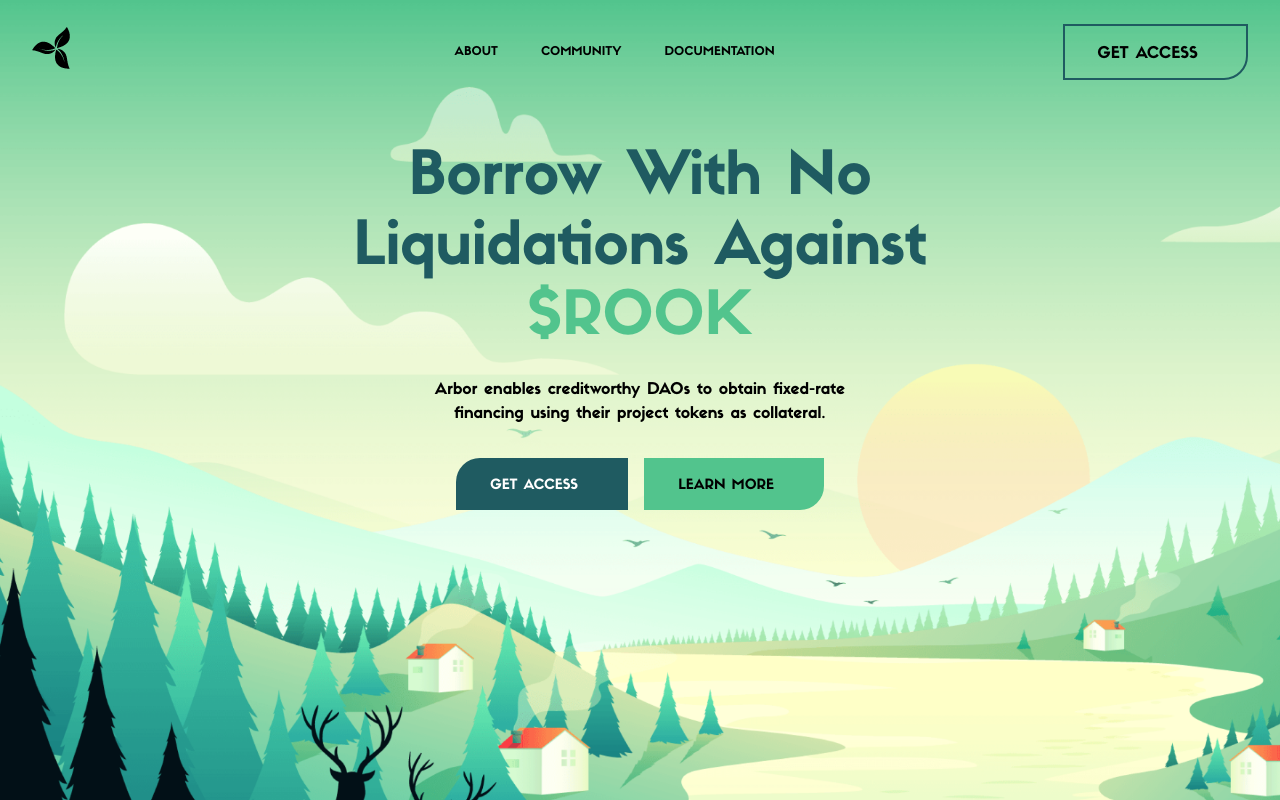 ABOUT COMMUNITY DOCUMENTATION GET ACCESS
Borrow With No
Liquidations Against
$ROOK
Arbor enables creditworthy DAOs to obtain fixed-rate
financing using their project tokens as collateral.
GET ACCESS LEARN MORE